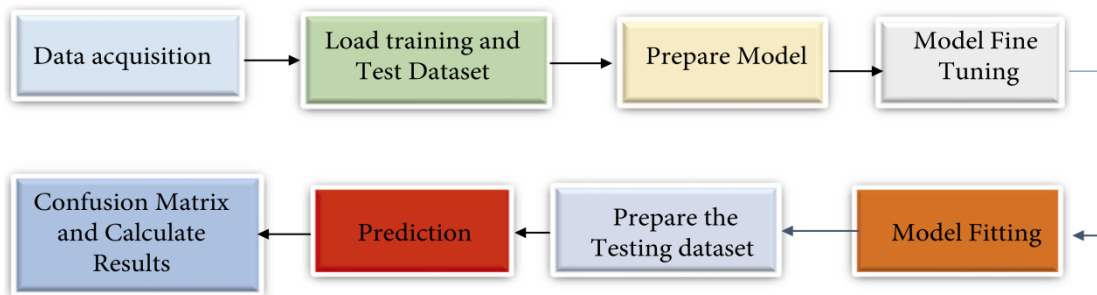 Data acquisition
Load training and
Test Dataset
Prepare Model
Model Fine
Tuning
Model Fitting
Prepare the
Testing dataset
Prediction
Confusion Matrix
and Calculate
Results